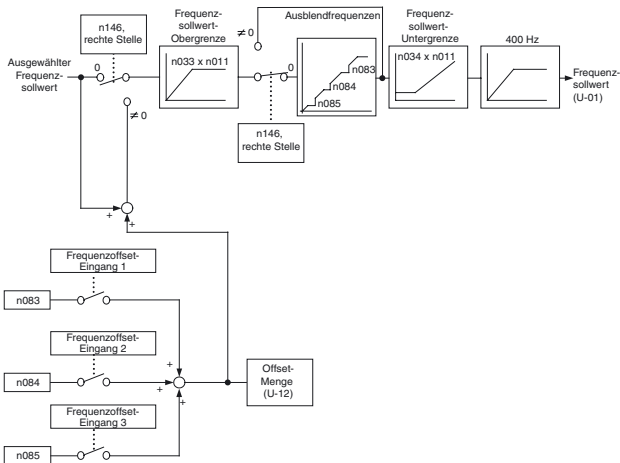 n146,
rechte Stelle
Frequenz-
sollwert-
Obergrenze
Ausblendfrequenzen
Frequenz-
sollwert-
Untergrenze
400 Hz
≠ 0
Ausgewählter
Frequenz-
sollwert
0
n033 x n011
0
n083
n084
n085
n034 x n011
Frequenz-
sollwert
(U-01)
≠ 0
n146,
rechte Stelle
+
+
Frequenzoffset-
Eingang 1
n083
Frequenzoffset-
Eingang 2
n084
+
+
+
Offset-
Menge
(U-12)
Frequenzoffset-
Eingang 3
n085